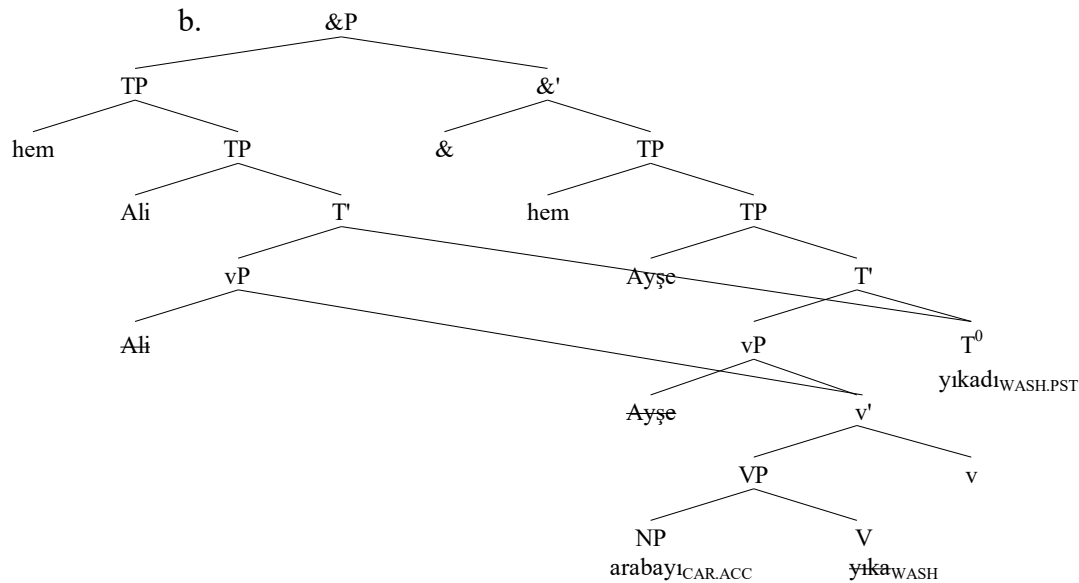 b. &P
TP &'
hem TP & TP
Ali T' hem TP
vP Ayşe T'
Ali vP T⁰
yıkadıWASH.PST
Ayşe v'
VP v
NP V
arabayıCAR.ACC yıkaWASH